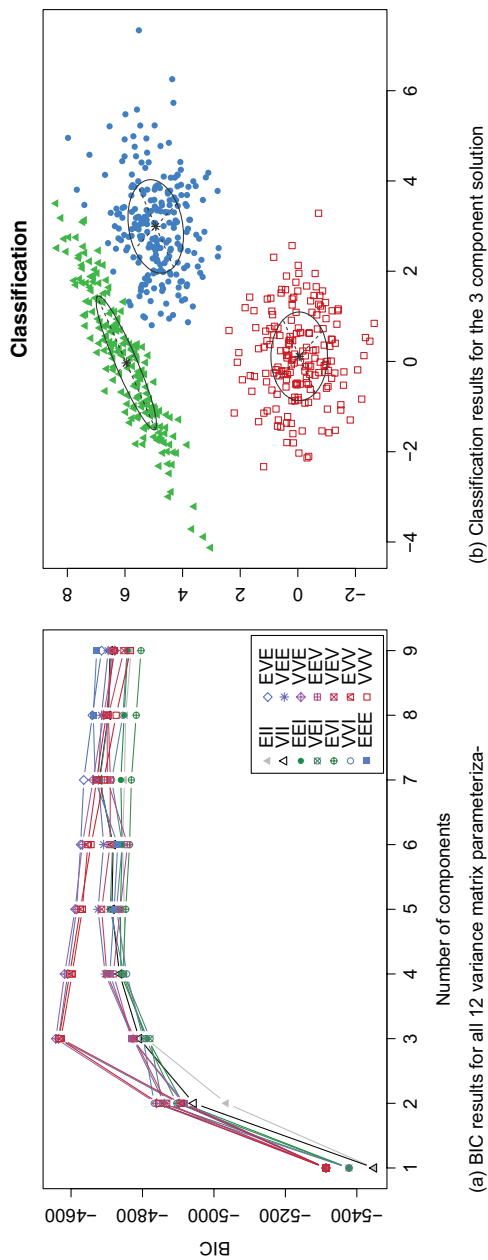 BIC
−4600
−4800
−5000
−5200
−5400
1 2 3 4 5 6 7 8 9
Number of components
EII
VII
EEI
VEI
EVI
VVI
EEE
EVE
VEE
VVE
EEV
VEV
EVV
VVV
(a) BIC results for all 12 variance matrix parameteriza-
Classification
8
6
4
2
0
−2
−4 −2 0 2 4 6
(b) Classification results for the 3 component solution